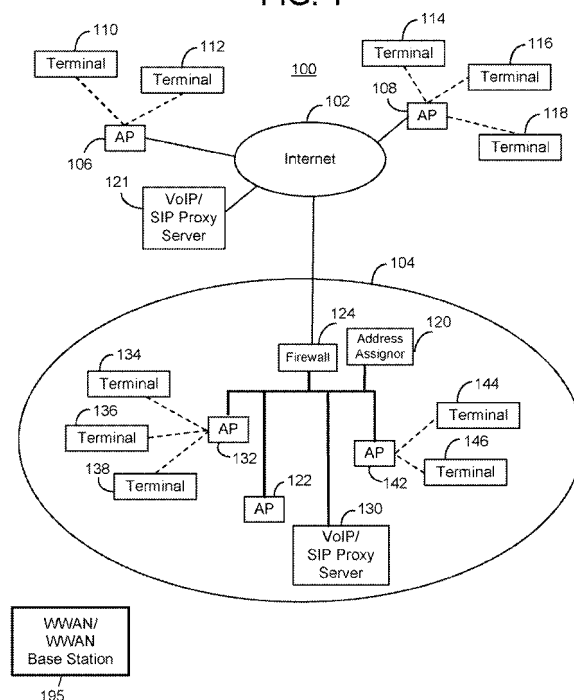 FIG. 1
110
Terminal
112
Terminal
100
114
Terminal
116
Terminal
102
108
AP
118
Terminal
106
AP
Internet
121
VoIP/
SIP Proxy
Server
104
124
Firewall
120
Address
Assignor
134
Terminal
136
Terminal
138
Terminal
AP
132
144
Terminal
AP
142
146
Terminal
122
AP
130
VoIP/
SIP Proxy
Server
WWAN/
WWAN
Base Station
195